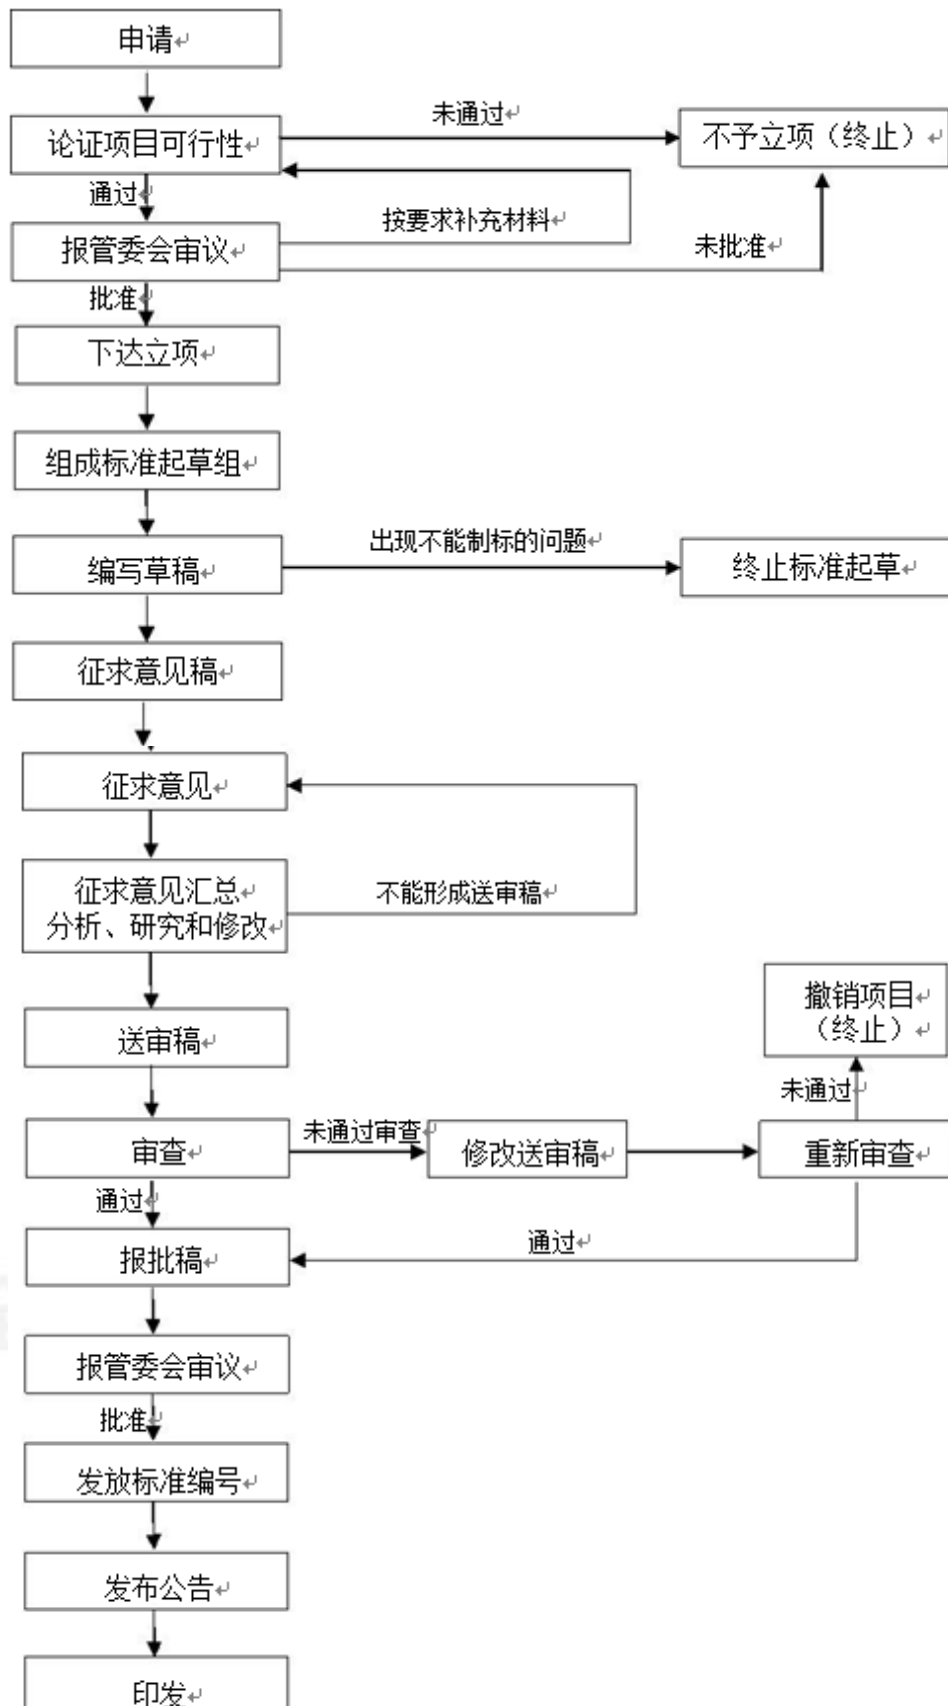 申请
论证项目可行性
未通过
不予立项（终止）
通过
按要求补充材料
报管委会审议
未批准
批准
下达立项
组成标准起草组
编写草稿
出现不能制标的问题
终止标准起草
征求意见稿
征求意见
征求意见汇总
分析、研究和修改
不能形成送审稿
送审稿
撤销项目
（终止）
未通过
审查
未通过审查
修改送审稿
重新审查
通过
报批稿
通过
报管委会审议
批准
发放标准编号
发布公告
印发